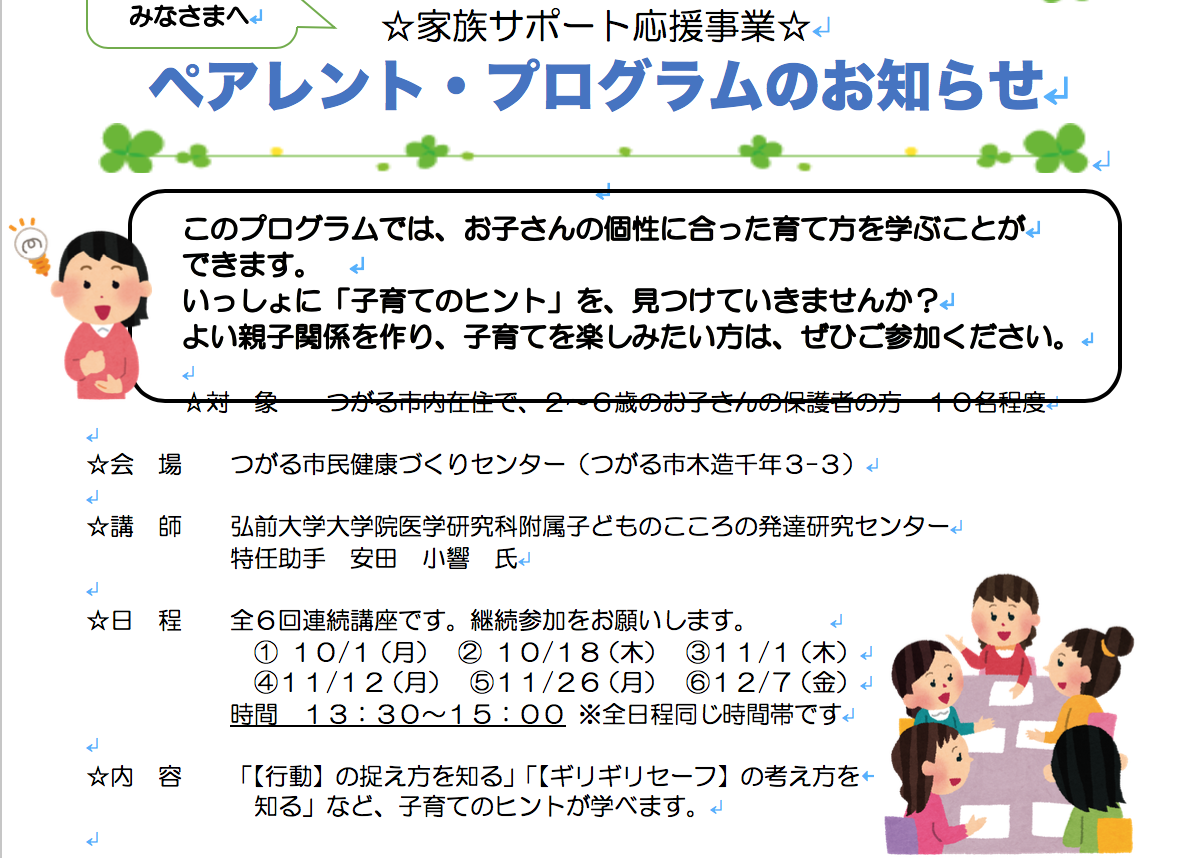 みなさまへ
☆家族サポート応援事業☆
ペアレント・プログラムのお知らせ
このプログラムでは、お子さんの個性に合った育て方を学ぶことが
できます。
いっしょに「子育てのヒント」を、見つけていきませんか？
よい親子関係を作り、子育てを楽しみたい方は、ぜひご参加ください。
☆対　象　　つがる市内在住で、２～６歳のお子さんの保護者の方　１０名程度
☆会　場　　つがる市民健康づくりセンター（つがる市木造千年３-３）
☆講　師　　弘前大学大学院医学研究科附属子どものこころの発達研究センター
特任助手　安田　小響　氏
☆日　程　　全６回連続講座です。継続参加をお願いします。
① １０/１（月）　② １０/１８（木）　③１１/１（木）
④１１/１２（月）　⑤１１/２６（月）　⑥１２/７（金）
時間　１３：３０～１５：００ ※全日程同じ時間帯です
☆内　容　　「【行動】の捉え方を知る」「【ギリギリセーフ】の考え方を
知る」など、子育てのヒントが学べます。